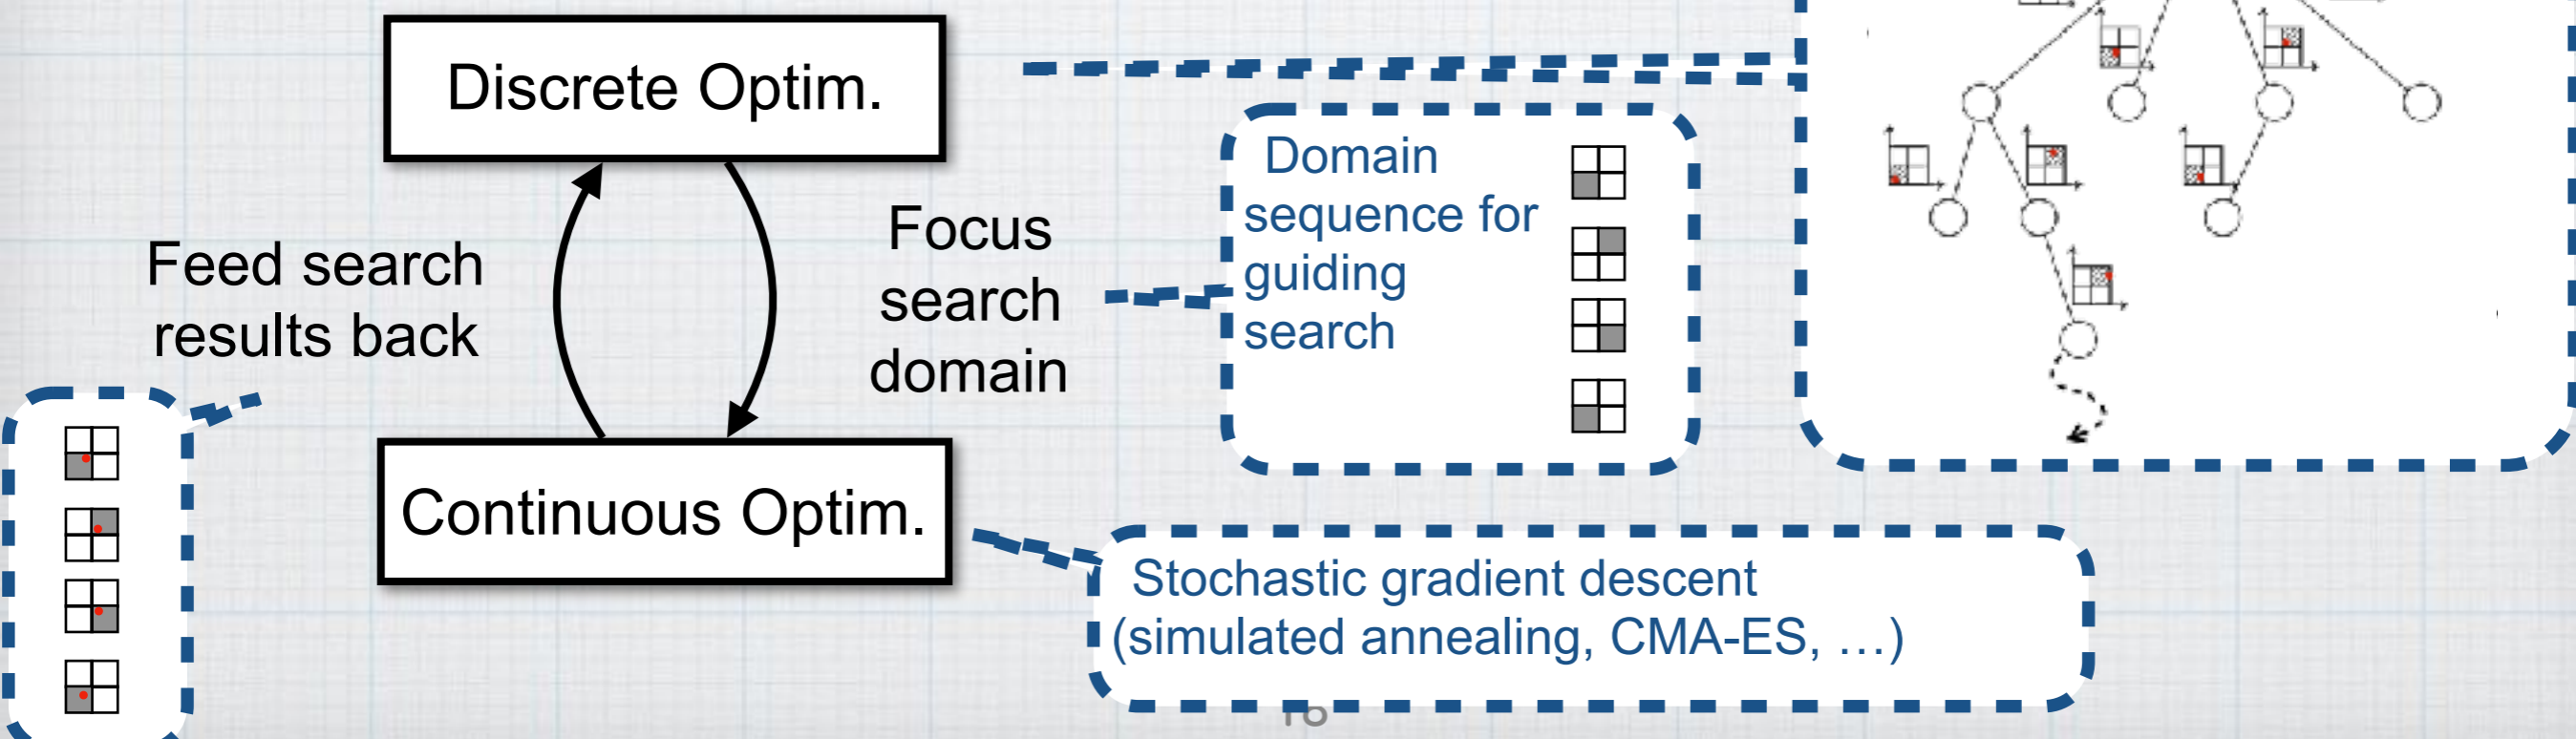 Discrete Optim.
Feed search
results back
Focus
search
domain
Domain
sequence for
guiding
search
Continuous Optim.
Stochastic gradient descent
(simulated annealing, CMA-ES, …)